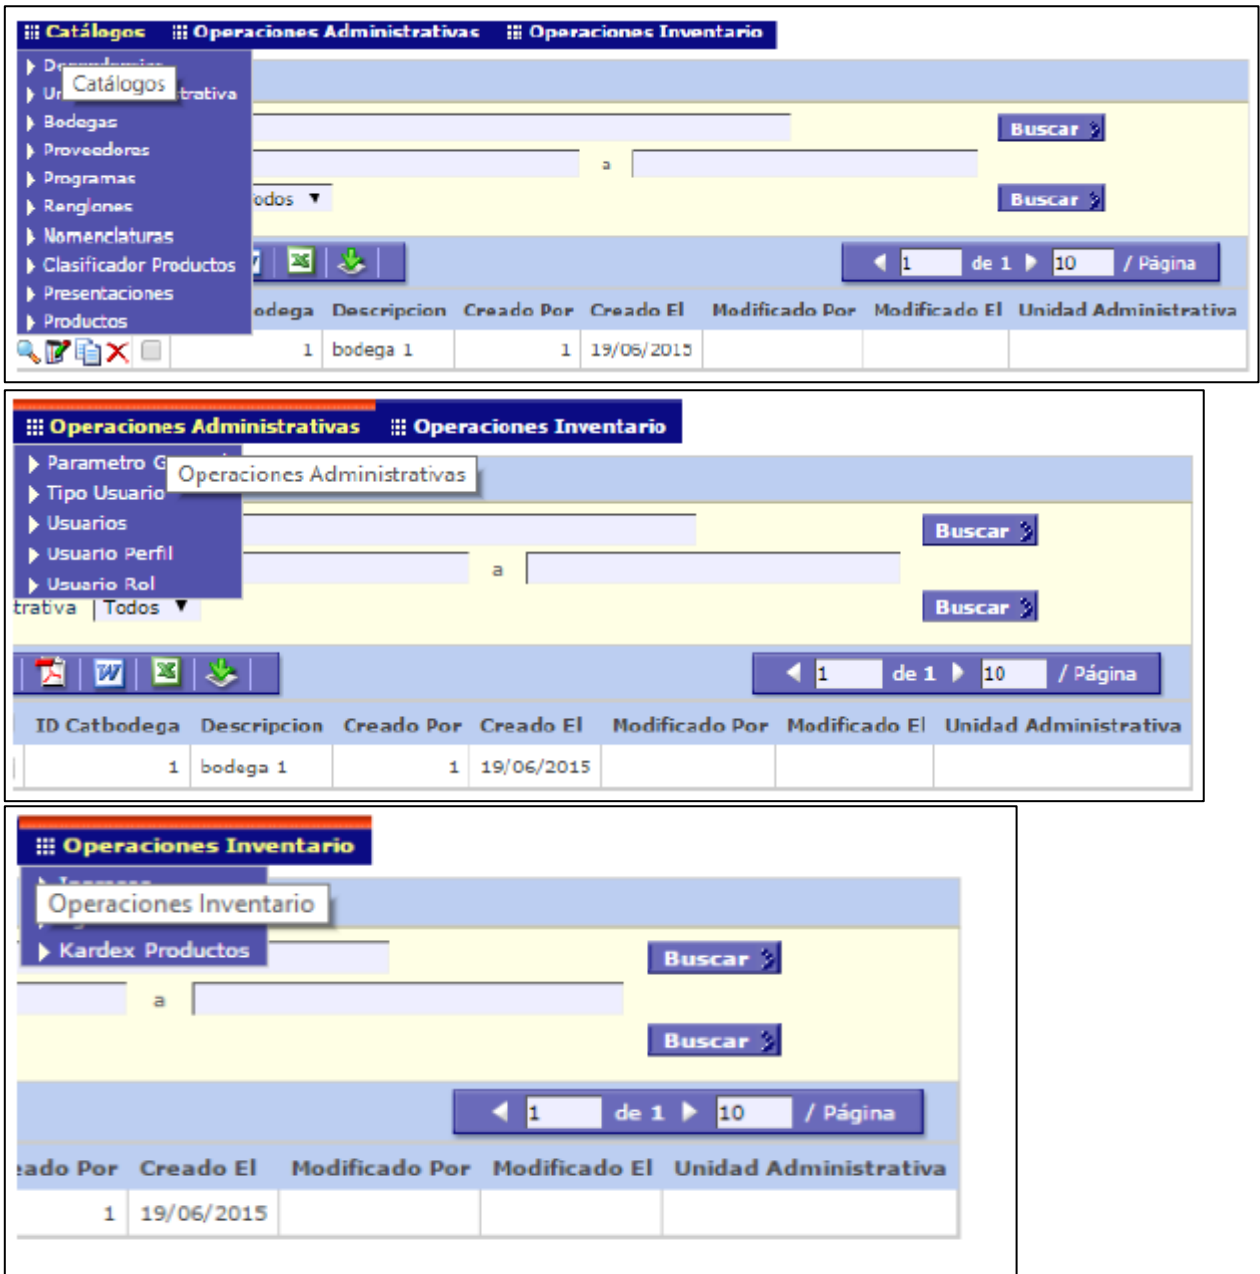 Catálogos Operaciones Administrativas Operaciones Inventario
Catálogos
trativa
Bodegas
Buscar
Proveedores
a
Programas
odos
Buscar
Renglones
Nomenclaturas
Clasificador Productos
1 de 1 10 / Página
Presentaciones
odega Descripcion Creado Por Creado El Modificado Por Modificado El Unidad Administrativa
Productos
1 bodega 1 1 19/06/2015
Operaciones Administrativas Operaciones Inventario
Parametro G
Operaciones Administrativas
Tipo Usuario
Usuarios
Buscar
Usuario Perfil
a
Usuario Rol
trativa Todos
Buscar
1 de 1 10 / Página
ID Catbodega Descripcion Creado Por Creado El Modificado Por Modificado El Unidad Administrativa
1 bodega 1 1 19/06/2015
Operaciones Inventario
Operaciones Inventario
Kardex Productos
Buscar
a
Buscar
1 de 1 10 / Página
eado Por Creado El Modificado Por Modificado El Unidad Administrativa
1 19/06/2015